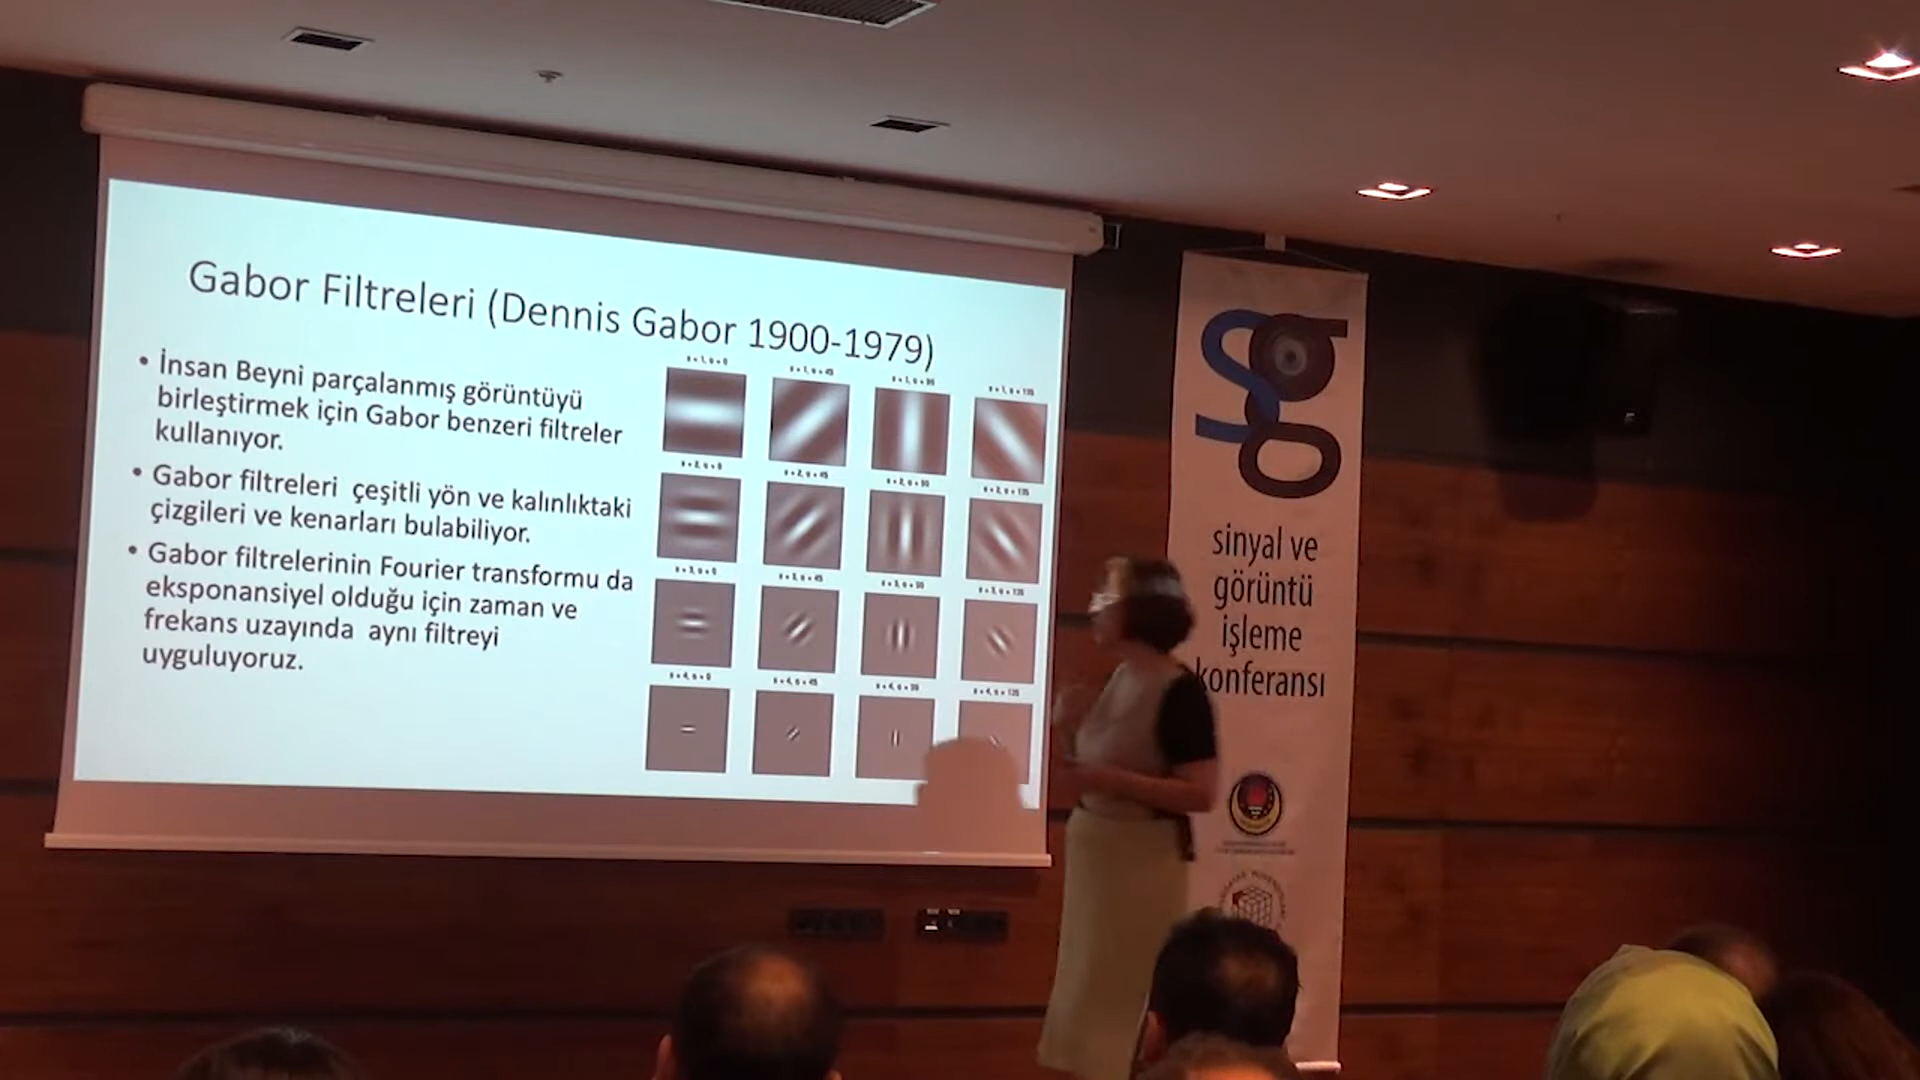 Gabor Filtreleri (Dennis Gabor 1900-1979)
• İnsan Beyni parçalanmış görüntüyü
birleştirmek için Gabor benzeri filtreler
kullanıyor.
• Gabor filtreleri çeşitli yön ve kalınlıktaki
çizgileri ve kenarları bulabiliyor.
• Gabor filtrelerinin Fourier transformu da
eksponansiyel olduğu için zaman ve
frekans uzayında aynı filtreyi
uyguluyoruz.
sinyal ve
görüntü
işleme
konferansı